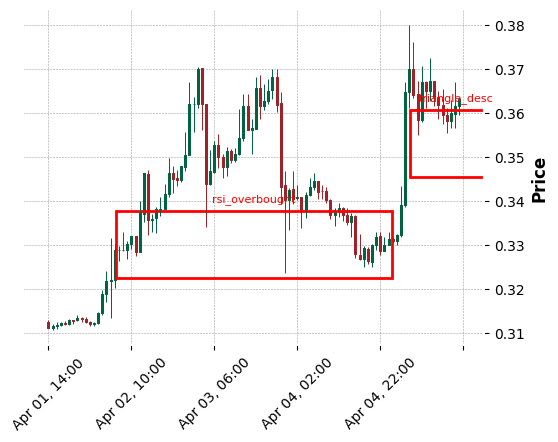 0.38
0.37
triangle_desc
0.36
0.35
rsi_overboug
0.34
0.33
0.32
0.31
Price
Apr 01, 14:00
Apr 02, 10:00
Apr 03, 06:00
Apr 04, 02:00
Apr 04, 22:00